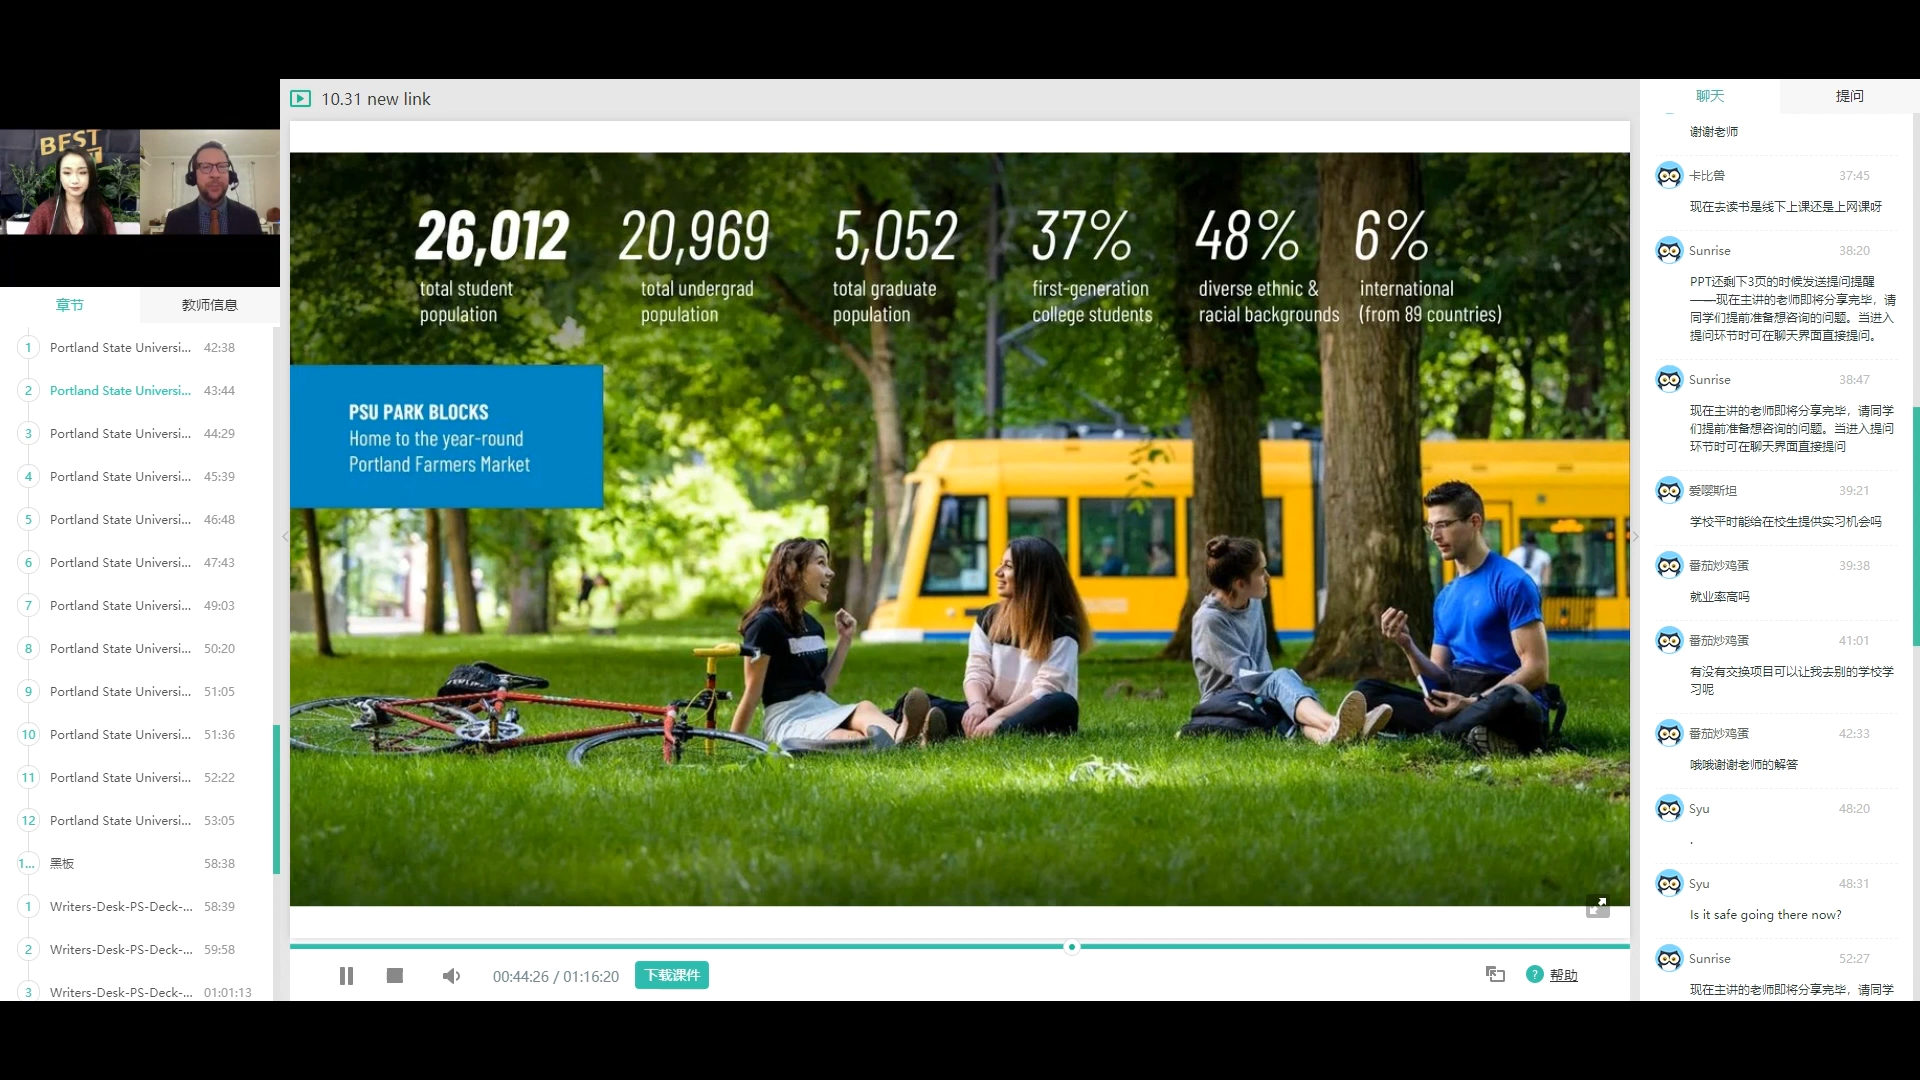 10.31 new link
BEST
章节
教师信息
1 Portland State Universi... 42:38
2 Portland State Universi... 43:44
3 Portland State Universi... 44:29
4 Portland State Universi... 45:39
5 Portland State Universi... 46:48
6 Portland State Universi... 47:43
7 Portland State Universi... 49:03
8 Portland State Universi... 50:20
9 Portland State Universi... 51:05
10 Portland State Universi... 51:36
11 Portland State Universi... 52:22
12 Portland State Universi... 53:05
1... 黑板 58:38
1 Writers-Desk-PS-Deck-... 58:39
2 Writers-Desk-PS-Deck-... 59:58
3 Writers-Desk-PS-Deck-... 01:01:13
26,012
total student
population
20,969
total undergrad
population
5,052
total graduate
population
37%
first-generation
college students
48%
diverse ethnic &
racial backgrounds
6%
international
(from 89 countries)
PSU PARK BLOCKS
Home to the year-round
Portland Farmers Market
00:44:26 / 01:16:20
下载课件
? 帮助
聊天
提问
谢谢老师
卡比兽 37:45
现在去读书是线下上课还是上网课呀
Sunrise 38:20
PPT还剩下3页的时候发送提问提醒
——现在主讲的老师即将分享完毕，请
同学们提前准备想咨询的问题。当进入
提问环节时可在聊天界面直接提问。
Sunrise 38:47
现在主讲的老师即将分享完毕，请同学
们提前准备想咨询的问题。当进入提问
环节时可在聊天界面直接提问
爱嘤斯坦 39:21
学校平时能给在校生提供实习机会吗
番茄炒鸡蛋 39:38
就业率高吗
番茄炒鸡蛋 41:01
有没有交换项目可以让我去别的学校学
习呢
番茄炒鸡蛋 42:33
哦哦谢谢老师的解答
Syu 48:20
.
Syu 48:31
Is it safe going there now?
Sunrise 52:27
现在主讲的老师即将分享完毕，请同学